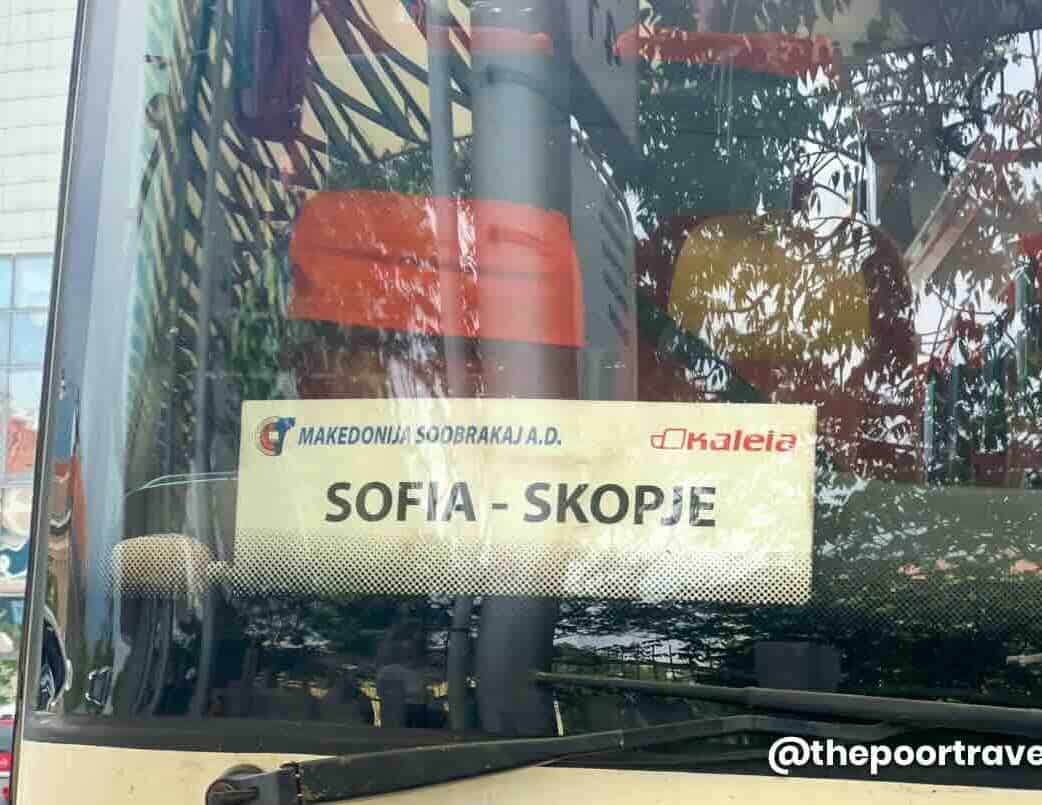 MAKEDONIJA SOOBRAKAJ A.D. Kaleia
SOFIA - SKOPJE
@thepoortrave